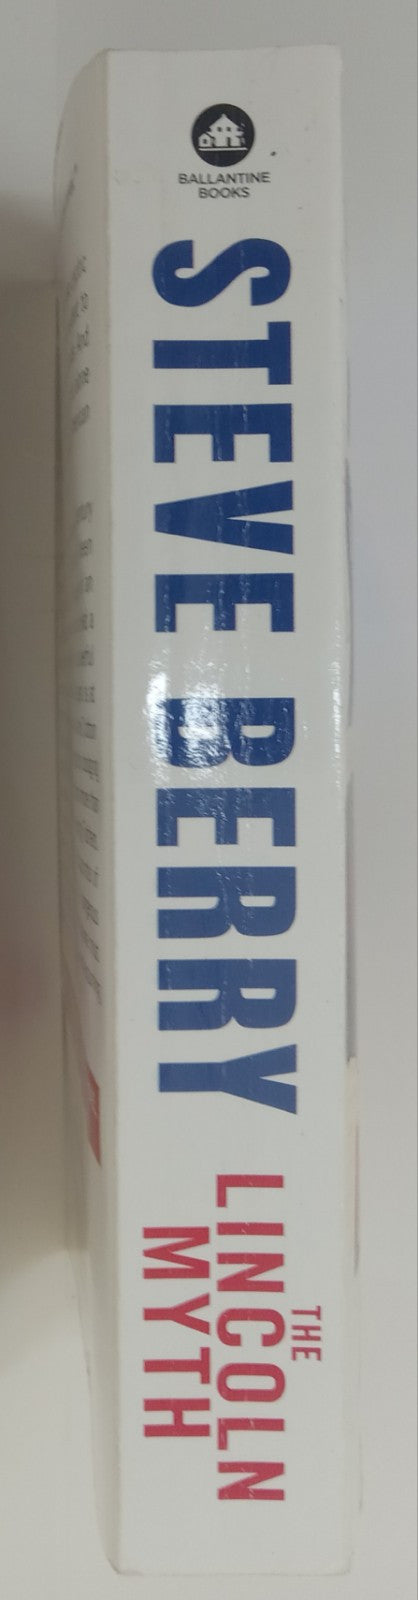 BALLANTINE
BOOKS
STEVE BERRY
THE
LINCOLN
MYTH